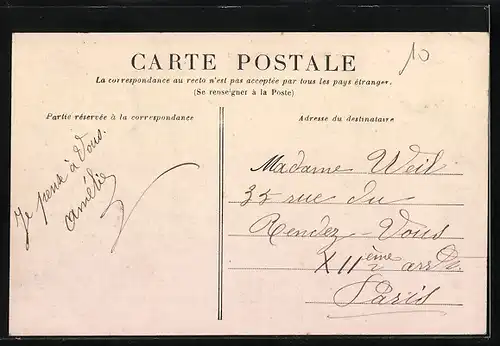 CARTE POSTALE
10
La correspondance au recto n'est pas acceptée par tous les pays étranger.
(Se renseigner à la Poste)
Partie réservée à la correspondance
Adresse du destinataire
Je pense à Vous.
Amélie
Madame Weil
35 rue du
Rendez-Vous
XIIème arrdt
Paris